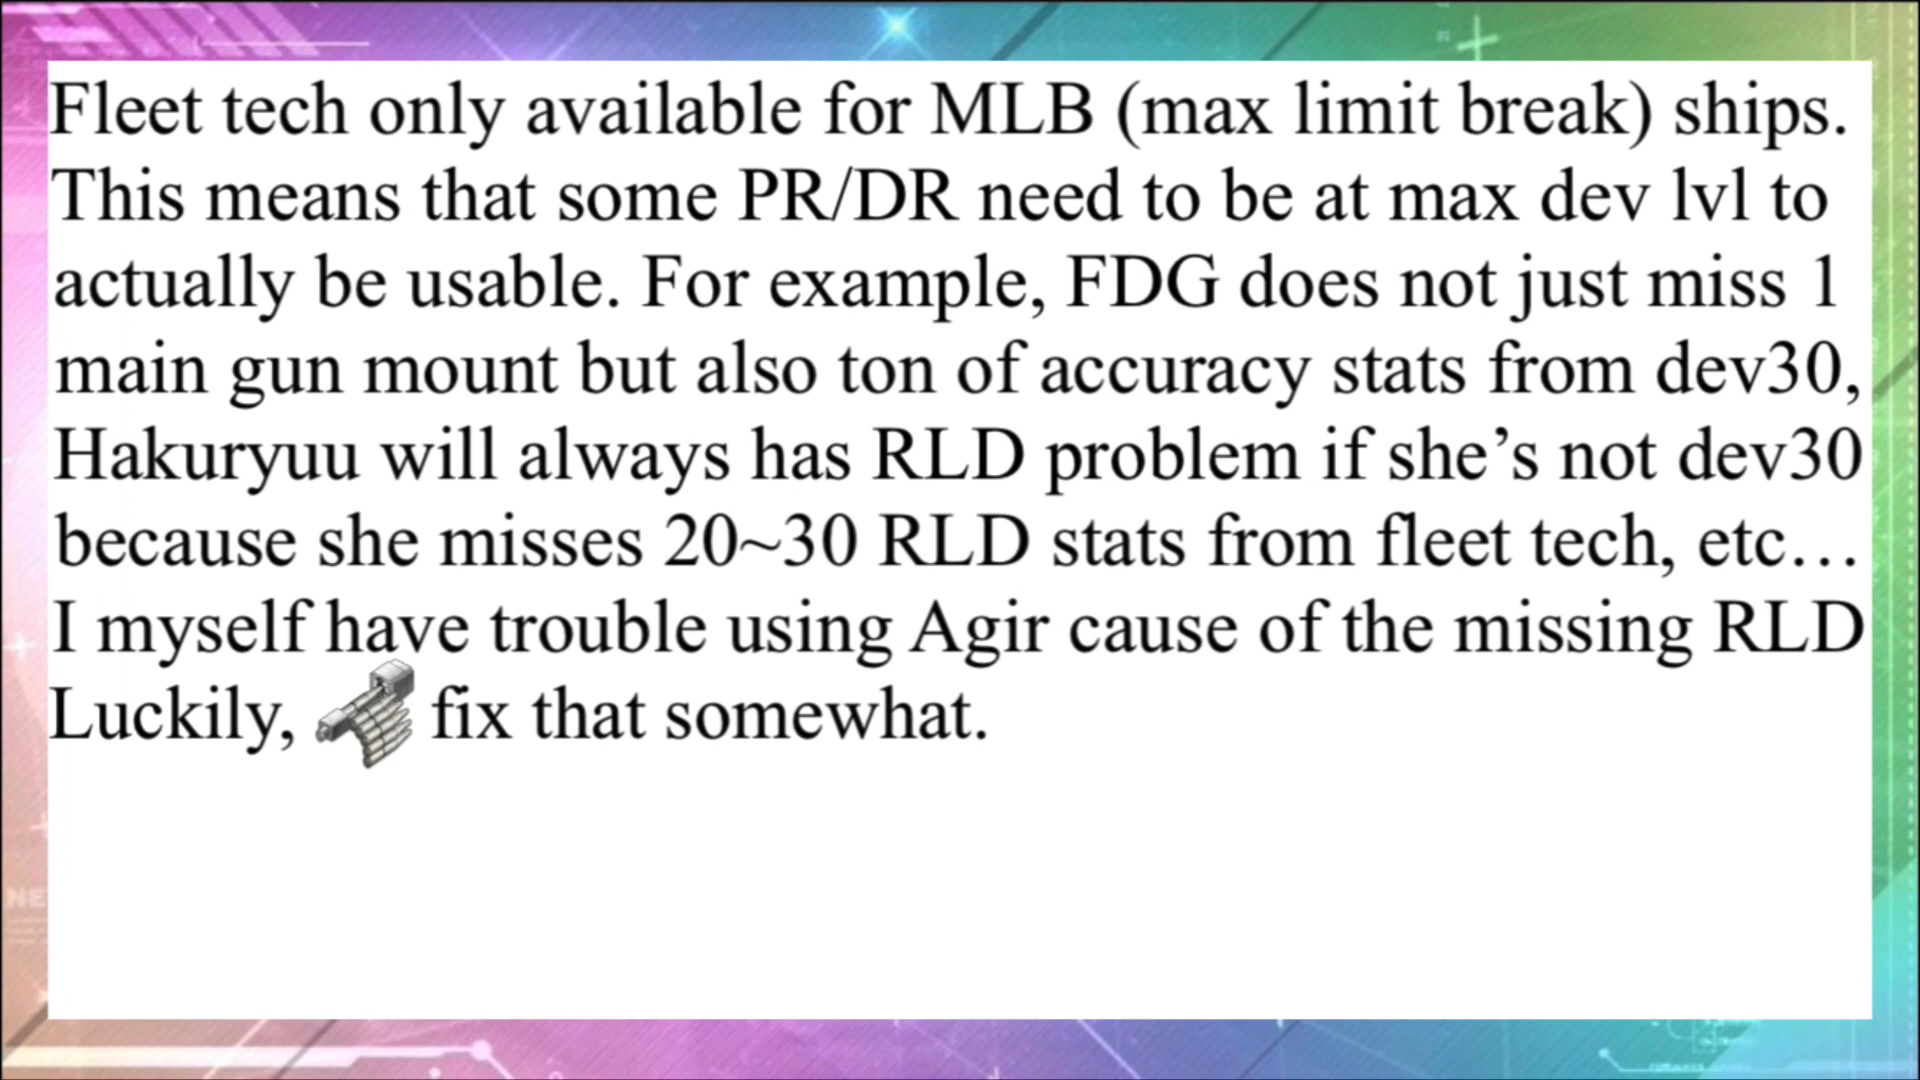 Fleet tech only available for MLB (max limit break) ships.
This means that some PR/DR need to be at max dev lvl to
actually be usable. For example, FDG does not just miss 1
main gun mount but also ton of accuracy stats from dev30,
Hakuryuu will always has RLD problem if she’s not dev30
because she misses 20~30 RLD stats from fleet tech, etc…
I myself have trouble using Agir cause of the missing RLD
Luckily, fix that somewhat.